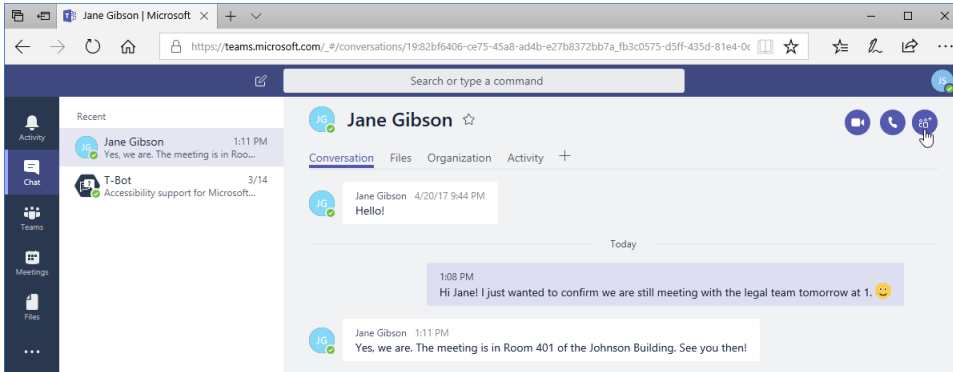 Jane Gibson | Microsoft
https://teams.microsoft.com/_#/conversations/19:82bf6406-ce75-45a8-ad4b-e27b8372bb7a_fb3c0575-d5ff-435d-81e4-0c
Search or type a command
JS
Activity
Chat
Teams
Meetings
Files
Recent
JG
Jane Gibson 1:11 PM
Yes, we are. The meeting is in Roo...
T-Bot 3/14
Accessibility support for Microsoft...
JG
Jane Gibson
Conversation Files Organization Activity
JG
Jane Gibson 4/20/17 9:44 PM
Hello!
Today
1:08 PM
Hi Jane! I just wanted to confirm we are still meeting with the legal team tomorrow at 1.
JG
Jane Gibson 1:11 PM
Yes, we are. The meeting is in Room 401 of the Johnson Building. See you then!